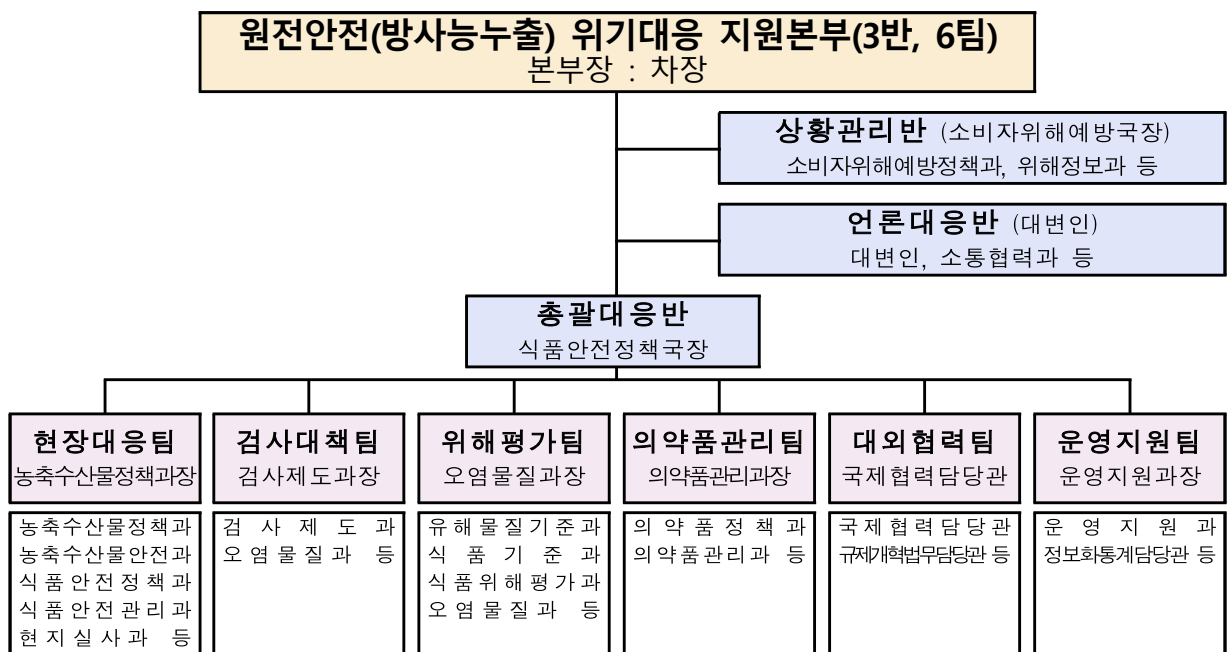 원전안전(방사능누출) 위기대응 지원본부(3반, 6팀)
본부장 : 차장
상황관리반 (소비자위해예방국장)
소비자위해예방정책과, 위해정보과 등
언론대응반 (대변인)
대변인, 소통협력과 등
총괄대응반
식품안전정책국장
현장대응팀
농축수산물정책과장
농축수산물정책과
농축수산물안전과
식품안전정책과
식품안전관리과
현지실사과 등
검사대책팀
검사제도과장
검사제도과
오염물질과 등
위해평가팀
오염물질과장
유해물질기준과
식품기준과
식품위해평가과
오염물질과 등
의약품관리팀
의약품관리과장
의약품정책과
의약품관리과 등
대외협력팀
국제협력담당관
국제협력담당관
규제개혁법무담당관 등
운영지원팀
운영지원과장
운영지원과
정보화통계담당관 등